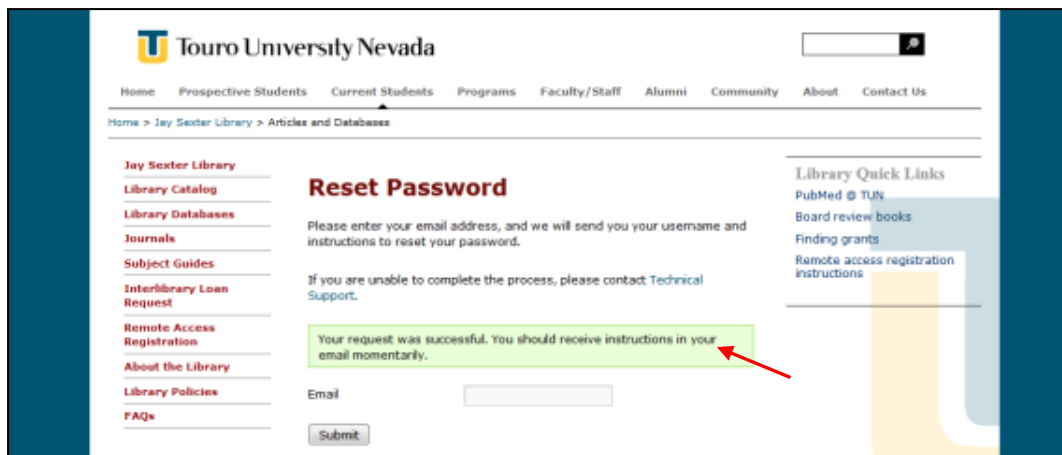 Touro University Nevada
Home Prospective Students Current Students Programs Faculty/Staff Alumni Community About Contact Us
Home > Jay Sexter Library > Articles and Databases
Jay Sexter Library
Library Catalog
Library Databases
Journals
Subject Guides
Interlibrary Loan
Request
Remote Access
Registration
About the Library
Library Policies
FAQs
Reset Password
Please enter your email address, and we will send you your username and
instructions to reset your password.
If you are unable to complete the process, please contact Technical
Support.
Your request was successful. You should receive instructions in your
email momentarily.
Email
Submit
Library Quick Links
PubMed @ TUN
Board review books
Finding grants
Remote access registration
instructions